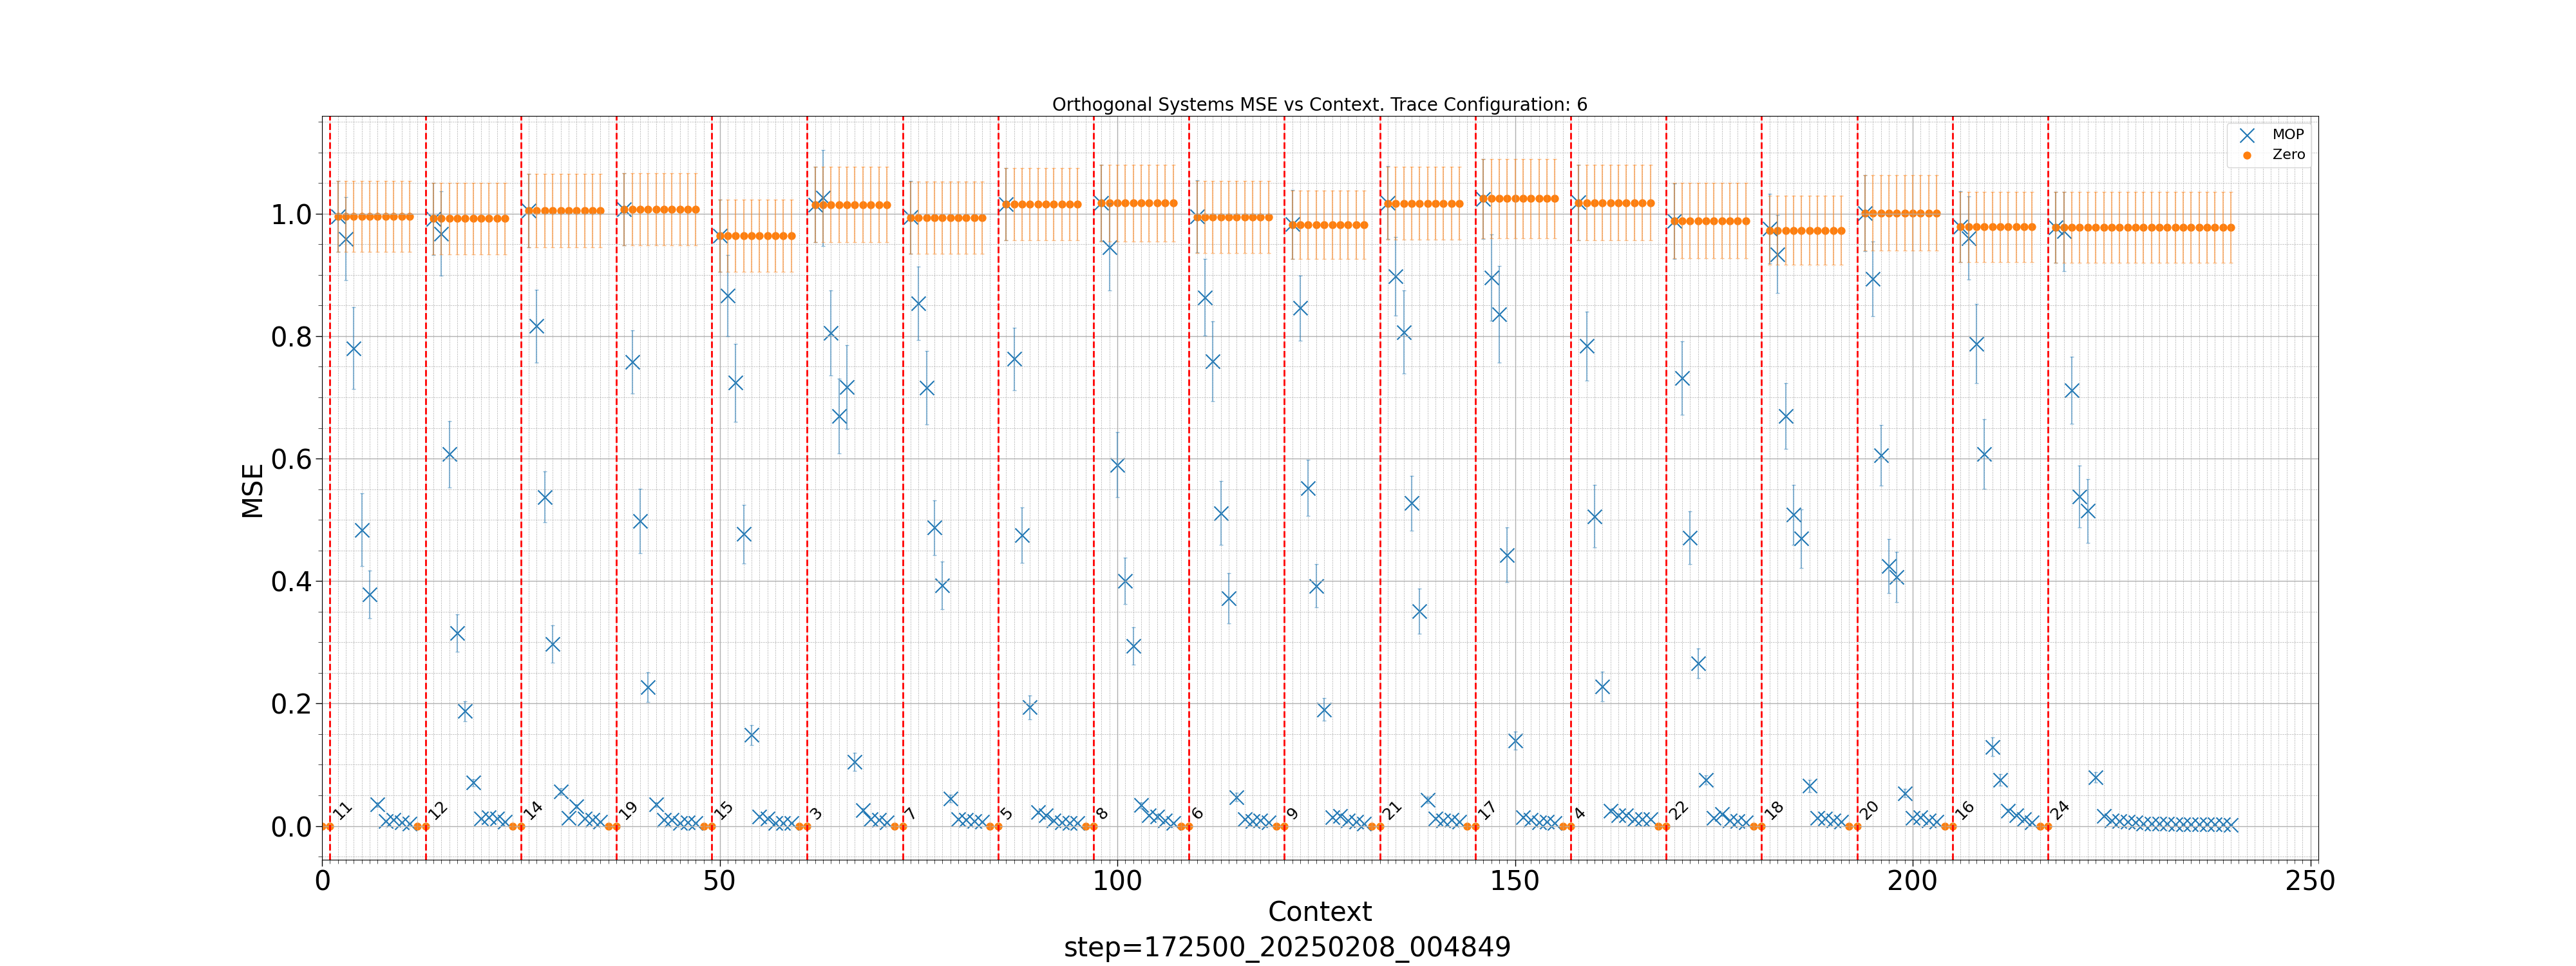 Orthogonal Systems MSE vs Context. Trace Configuration: 6
MOP
Zero
MSE
1.0
0.8
0.6
0.4
0.2
0.0
11 12 14 19 15 3 7 5 8 6 9 21 17 4 22 18 20 16 24
0 50 100 150 200 250
Context
step=172500_20250208_004849